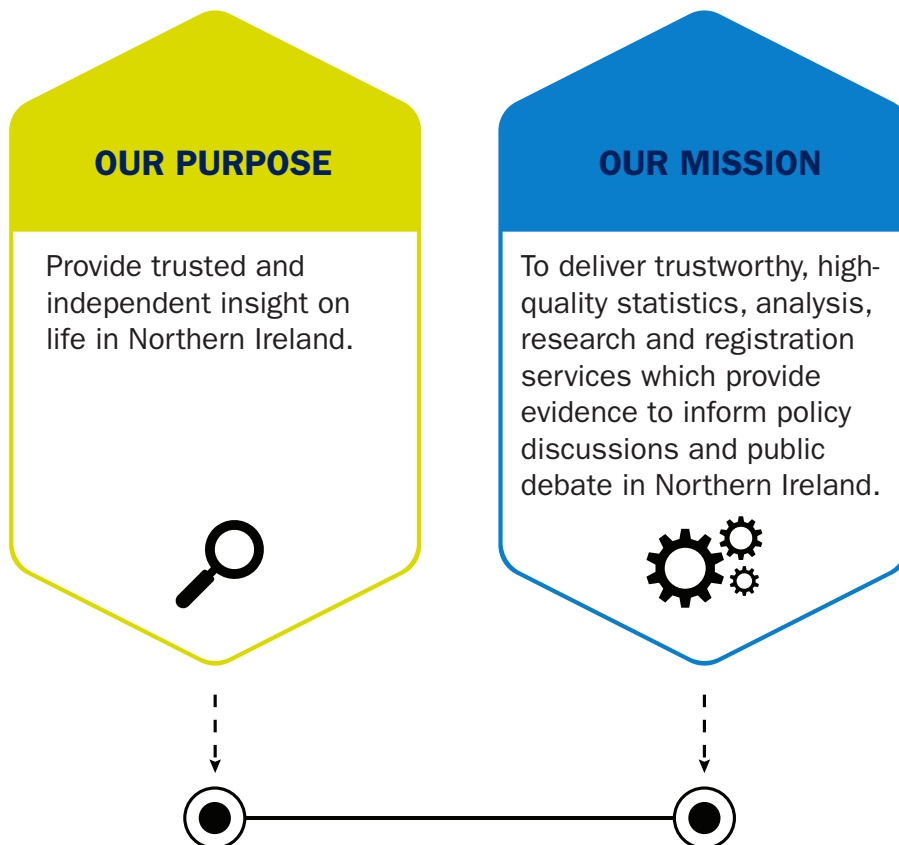 OUR PURPOSE
Provide trusted and
independent insight on
life in Northern Ireland.
OUR MISSION
To deliver trustworthy, high-
quality statistics, analysis,
research and registration
services which provide
evidence to inform policy
discussions and public
debate in Northern Ireland.